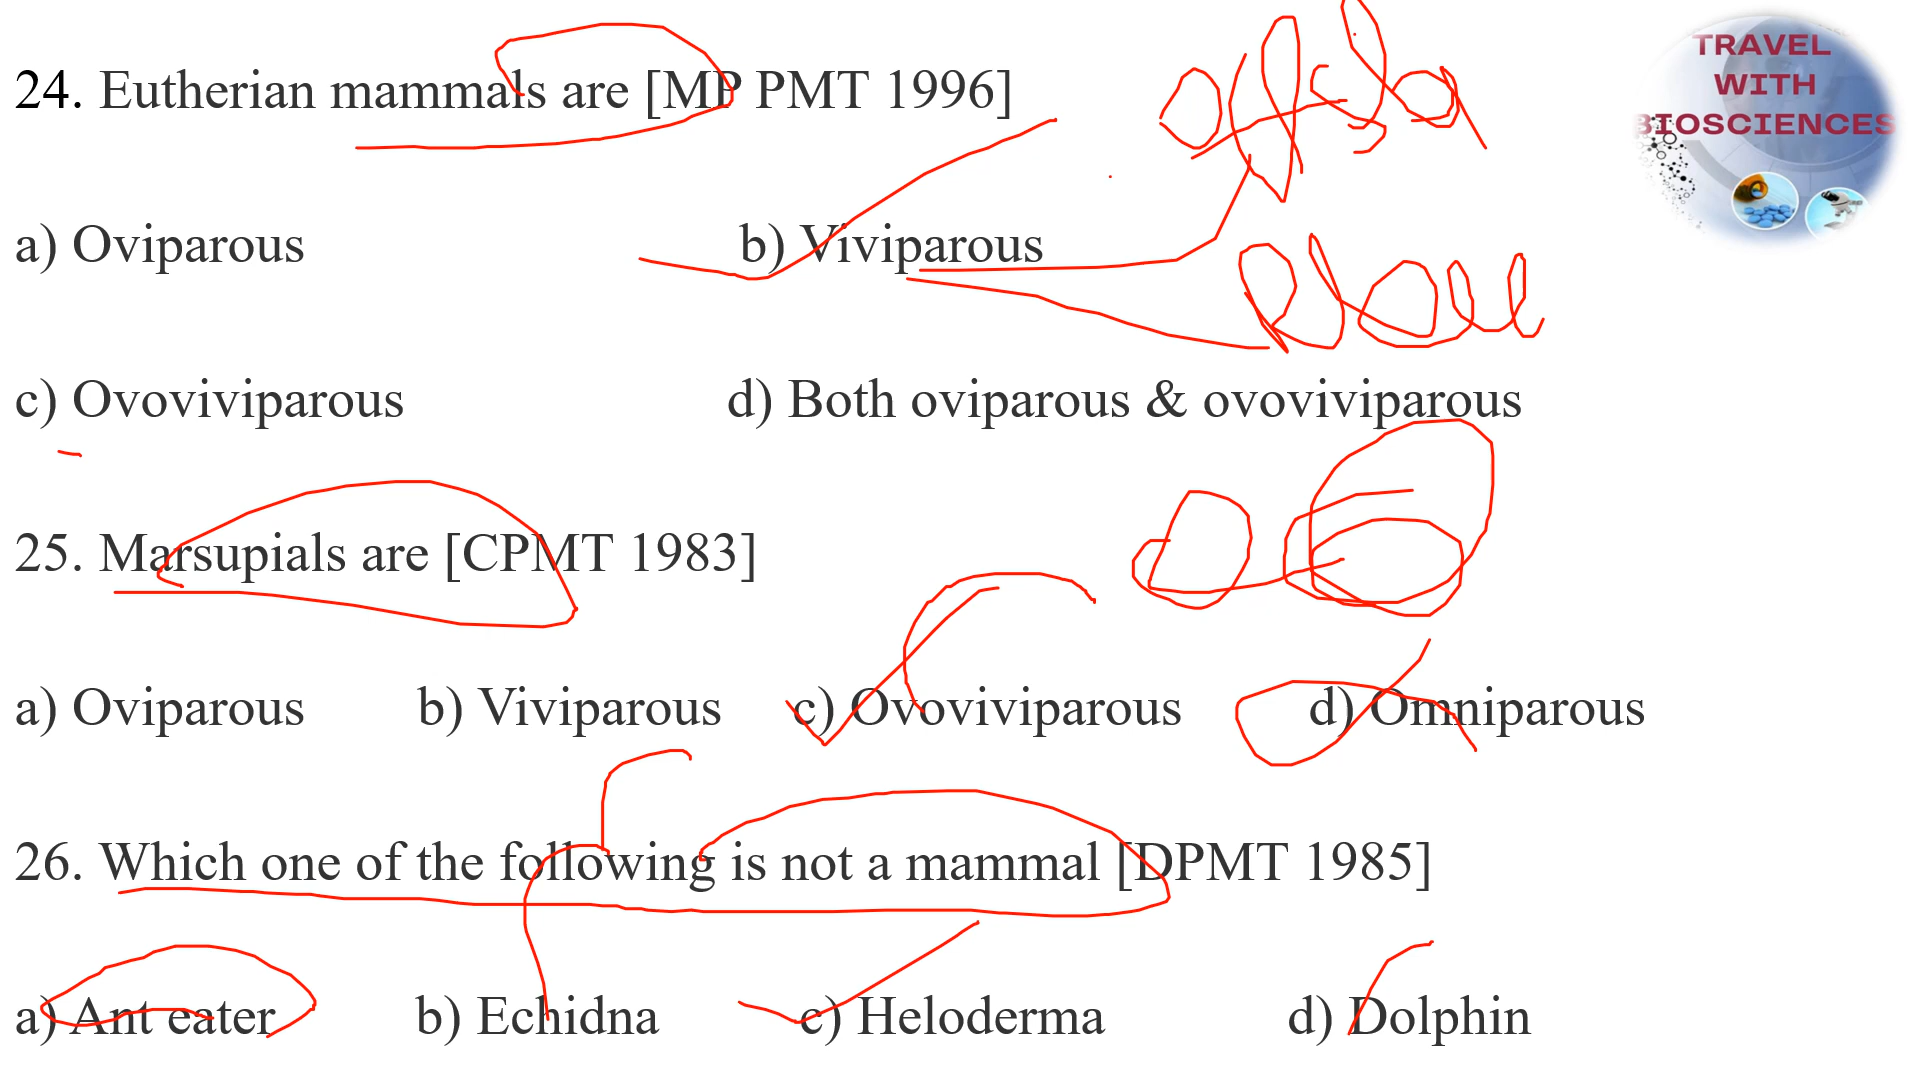 24. Eutherian mammals are [MP PMT 1996]
TRAVEL
WITH
BIOSCIENCES
a) Oviparous b) Viviparous
c) Ovoviviparous d) Both oviparous & ovoviviparous
25. Marsupials are [CPMT 1983]
a) Oviparous b) Viviparous c) Ovoviviparous d) Omniparous
26. Which one of the following is not a mammal [DPMT 1985]
a) Ant eater b) Echidna c) Heloderma d) Dolphin